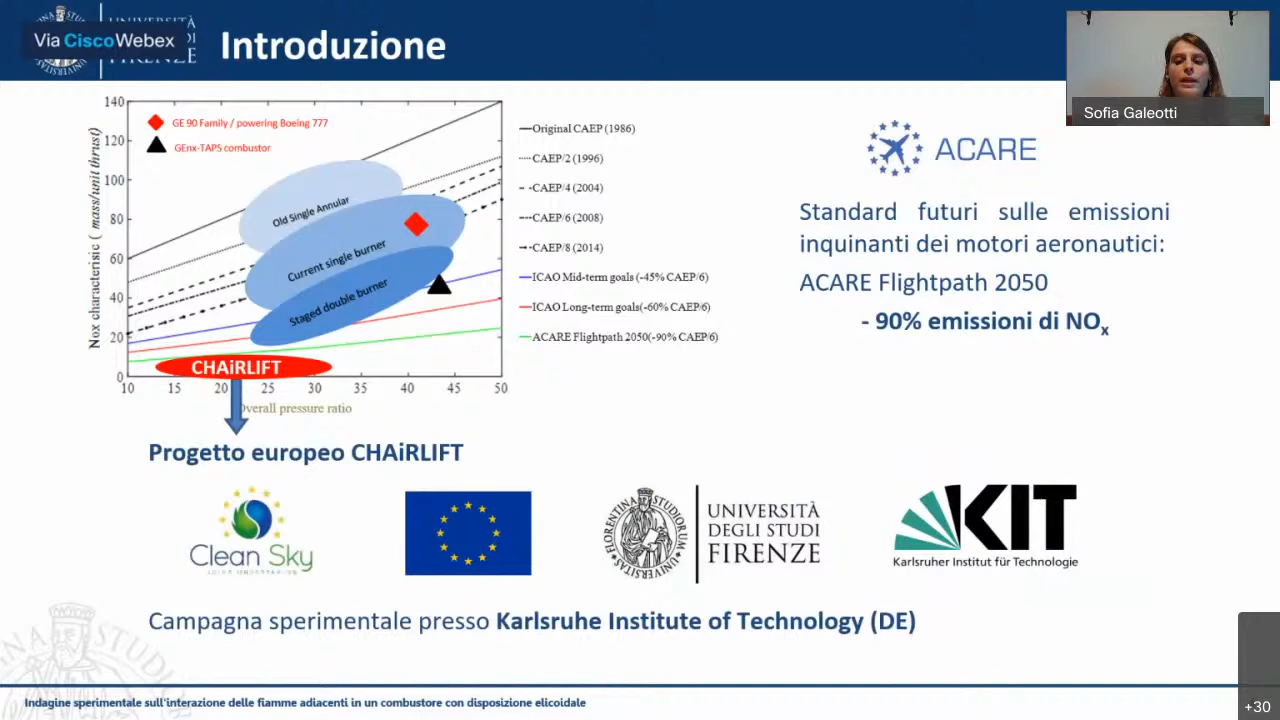 Via CiscoWebex
UNIVERSITÀ
FIRENZE
Introduzione
Sofia Galeotti
140
120
100
80
60
40
20
0
10
15
20
25
30
35
40
45
50
Nox characterisic ( mass/unit thrust)
Overall pressure ratio
GE 90 Family / powering Boeing 777
GEnx-TAPS combustor
Old Single Annular
Current single burner
Staged double burner
CHAiRLIFT
Original CAEP (1986)
CAEP/2 (1996)
CAEP/4 (2004)
CAEP/6 (2008)
CAEP/8 (2014)
ICAO Mid-term goals (-45% CAEP/6)
ICAO Long-term goals(-60% CAEP/6)
ACARE Flightpath 2050(-90% CAEP/6)
ACARE
Standard futuri sulle emissioni
inquinanti dei motori aeronautici:
ACARE Flightpath 2050
- 90% emissioni di NOx
Progetto europeo CHAiRLIFT
Clean Sky
JOINT UNDERTAKING
FLORENTINA STUDIORUM UNIVERSITAS
UNIVERSITÀ
DEGLI STUDI
FIRENZE
KIT
Karlsruher Institut für Technologie
Campagna sperimentale presso Karlsruhe Institute of Technology (DE)
Indagine sperimentale sull'interazione delle fiamme adiacenti in un combustore con disposizione elicoidale
+30